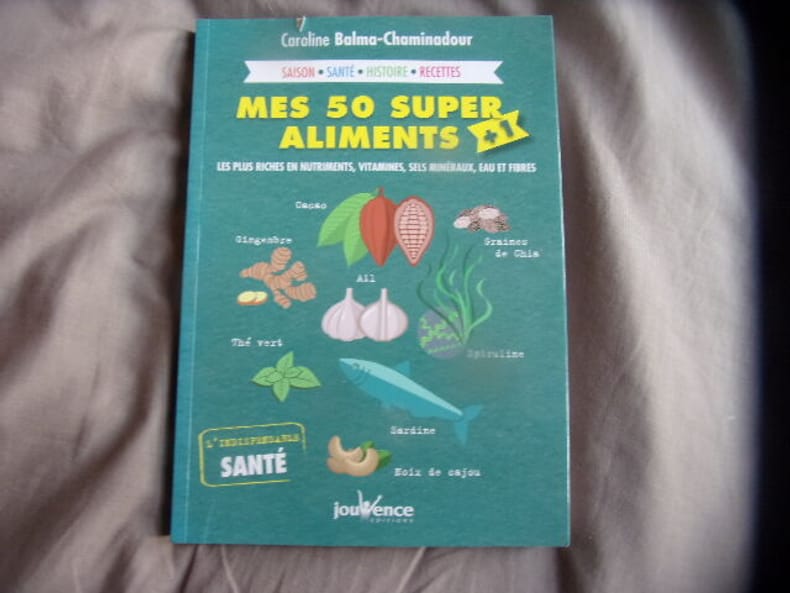 Caroline Balma-Chaminadour
SAISON • SANTÉ • HISTOIRE • RECETTES
MES 50 SUPER
ALIMENTS +1
LES PLUS RICHES EN NUTRIMENTS, VITAMINES, SELS MINÉRAUX, EAU ET FIBRES
Cacao
Graines
de Chia
Gingembre
Ail
Thé vert
Spiruline
Sardine
L'INDISPENSABLE
SANTÉ
Noix de cajou
jouvence
EDITIONS